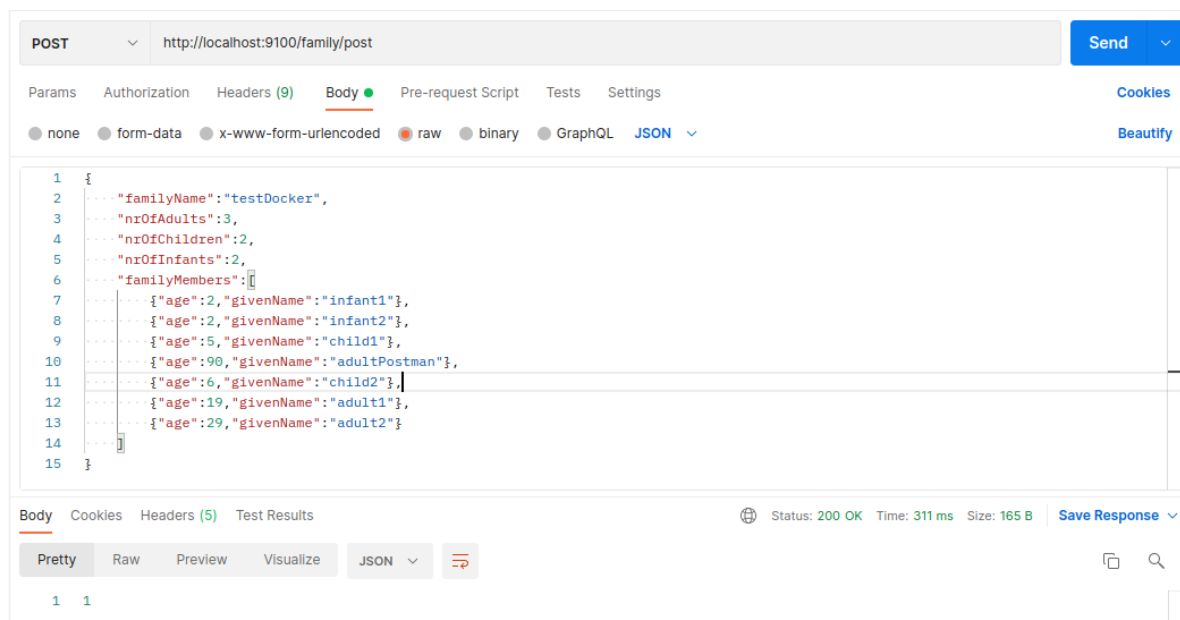 POST http://localhost:9100/family/post Send
Params Authorization Headers (9) Body Pre-request Script Tests Settings Cookies
none form-data x-www-form-urlencoded raw binary GraphQL JSON Beautify
1 {
2 "familyName":"testDocker",
3 "nrOfAdults":3,
4 "nrOfChildren":2,
5 "nrOfInfants":2,
6 "familyMembers":[
7 {"age":2,"givenName":"infant1"},
8 {"age":2,"givenName":"infant2"},
9 {"age":5,"givenName":"child1"},
10 {"age":90,"givenName":"adultPostman"},
11 {"age":6,"givenName":"child2"},
12 {"age":19,"givenName":"adult1"},
13 {"age":29,"givenName":"adult2"}
14 ]
15 }
Body Cookies Headers (5) Test Results Status: 200 OK Time: 311 ms Size: 165 B Save Response
Pretty Raw Preview Visualize JSON
1 1